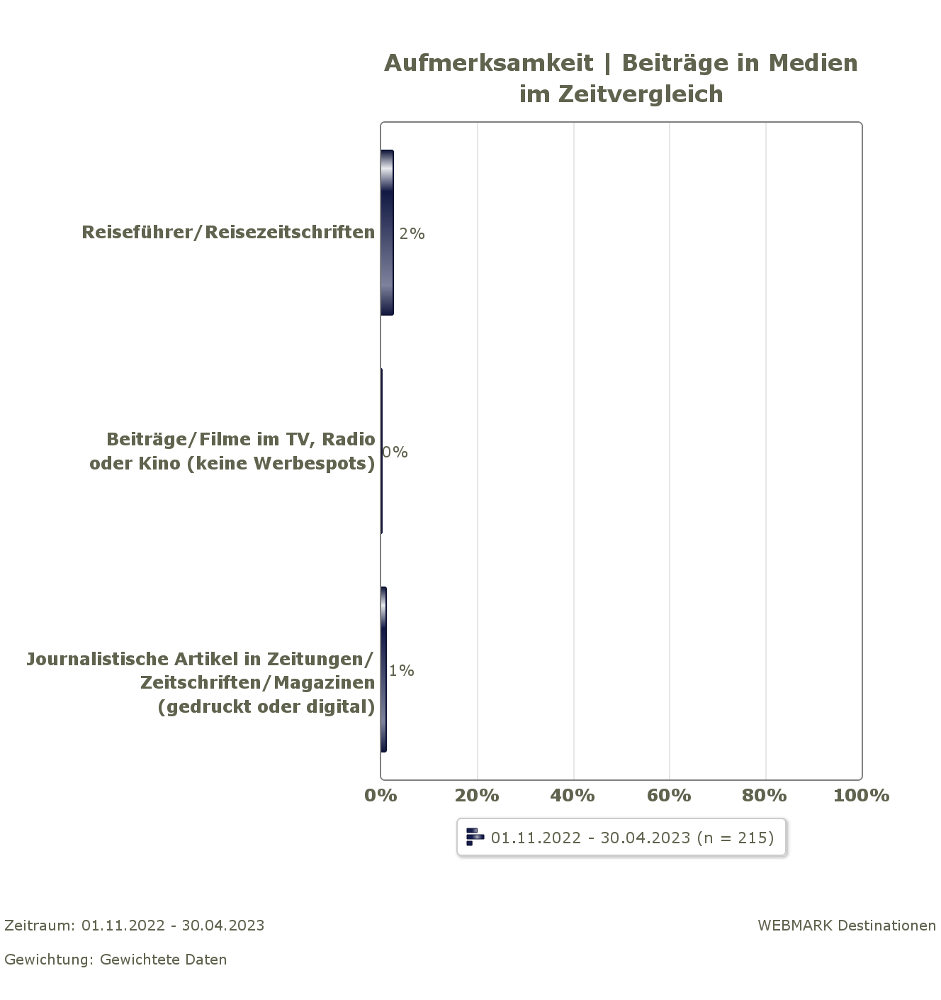 Aufmerksamkeit | Beiträge in Medien
im Zeitvergleich
Reiseführer/Reisezeitschriften
2%
Beiträge/Filme im TV, Radio
oder Kino (keine Werbespots)
0%
Journalistische Artikel in Zeitungen/
Zeitschriften/Magazinen
(gedruckt oder digital)
1%
0% 20% 40% 60% 80% 100%
01.11.2022 - 30.04.2023 (n = 215)
Zeitraum: 01.11.2022 - 30.04.2023
WEBMARK Destinationen
Gewichtung: Gewichtete Daten